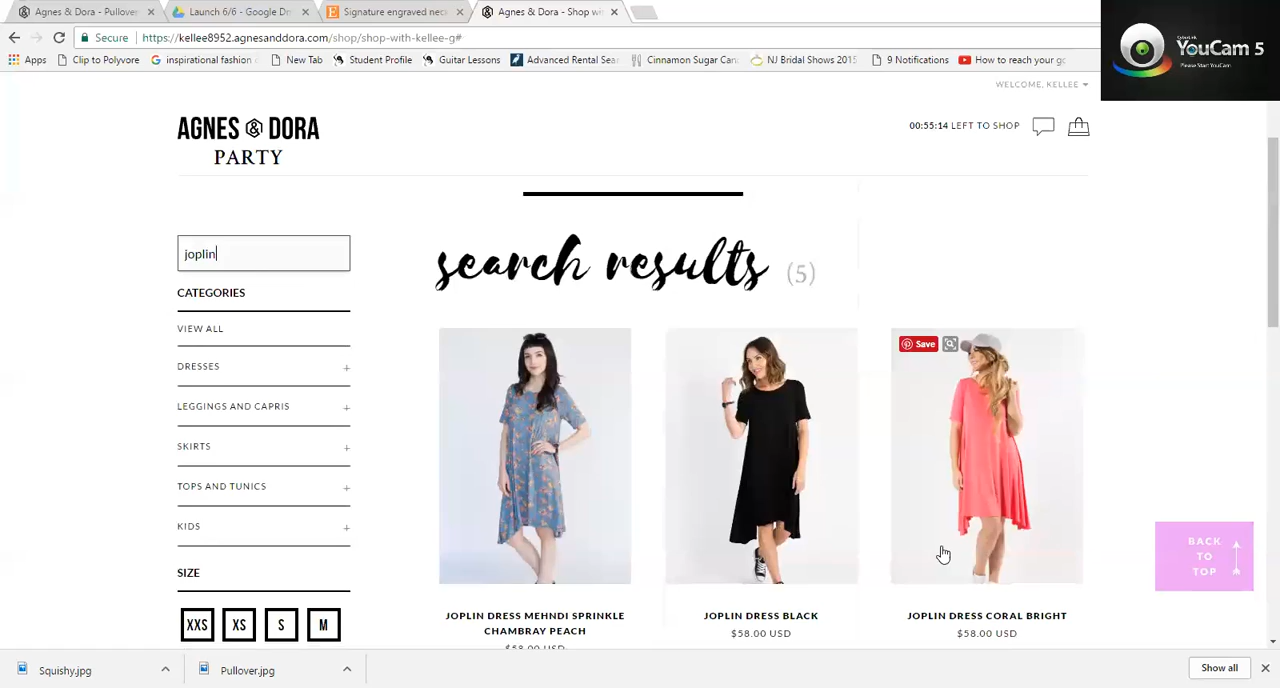 Agnes & Dora - Pullover
Launch 6/6 - Google Dr
Signature engraved neck
Agnes & Dora - Shop wi
Secure
https://kellee8952.agnesanddora.com/shop/shop-with-kellee-g#
Apps
Clip to Polyvore
inspirational fashion
New Tab
Student Profile
Guitar Lessons
Advanced Rental Sea
Cinnamon Sugar Can
NJ Bridal Shows 2015
9 Notifications
How to reach your go
CyberLink
YouCam 5
Please Start YouCam
WELCOME, KELLEE
AGNES & DORA
PARTY
00:55:14 LEFT TO SHOP
joplin
search results (5)
CATEGORIES
VIEW ALL
DRESSES +
LEGGINGS AND CAPRIS +
SKIRTS +
TOPS AND TUNICS +
KIDS +
SIZE
XXS XS S M
Save
JOPLIN DRESS MEHNDI SPRINKLE
CHAMBRAY PEACH
$58.00 USD
JOPLIN DRESS BLACK
$58.00 USD
JOPLIN DRESS CORAL BRIGHT
$58.00 USD
BACK
TO
TOP
Squishy.jpg
Pullover.jpg
Show all